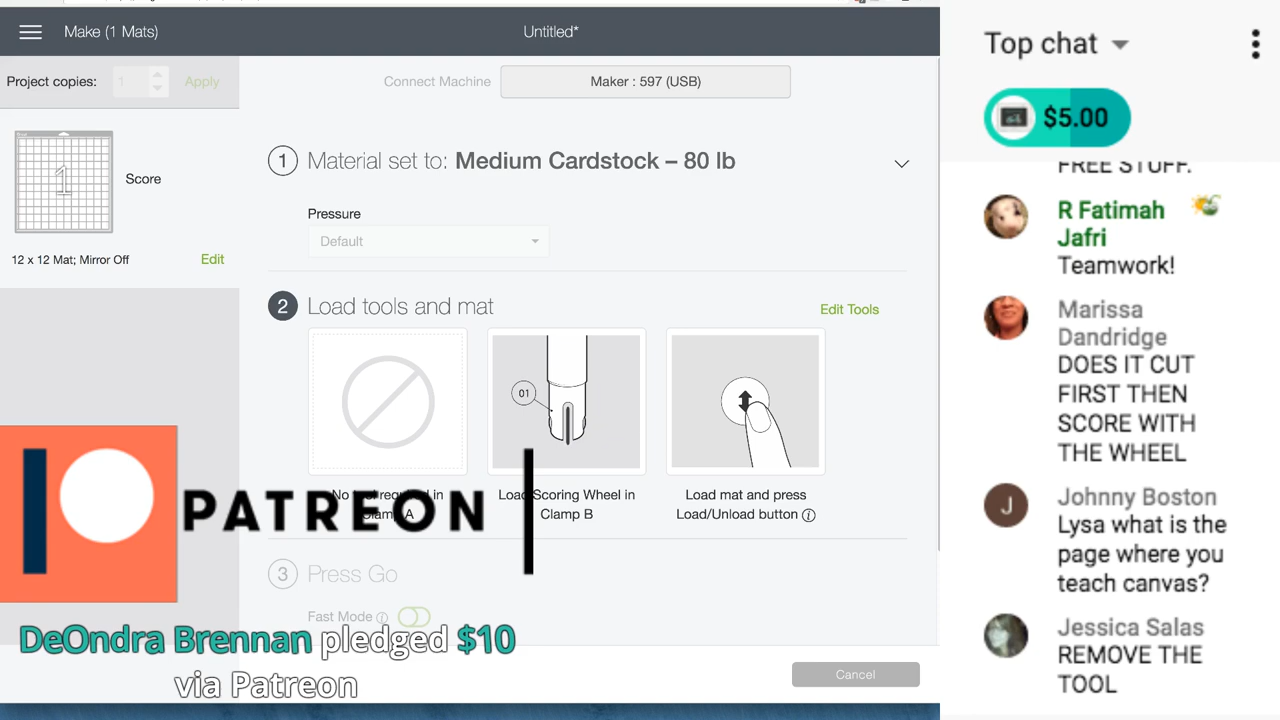 Make (1 Mats)
Untitled*
Project copies:
1
Apply
Connect Machine
Maker : 597 (USB)
1
Score
12 x 12 Mat; Mirror Off
Edit
1
Material set to: Medium Cardstock – 80 lb
Pressure
Default
2
Load tools and mat
Edit Tools
01
Load Scoring Wheel in
Clamp B
Load mat and press
Load/Unload button
3
Press Go
Fast Mode
Cancel
PATREON
DeOndra Brennan pledged $10
via Patreon
Top chat
$5.00
FREE STUFF.
R Fatimah
Jafri
Teamwork!
Marissa
Dandridge
DOES IT CUT
FIRST THEN
SCORE WITH
THE WHEEL
J
Johnny Boston
Lysa what is the
page where you
teach canvas?
Jessica Salas
REMOVE THE
TOOL